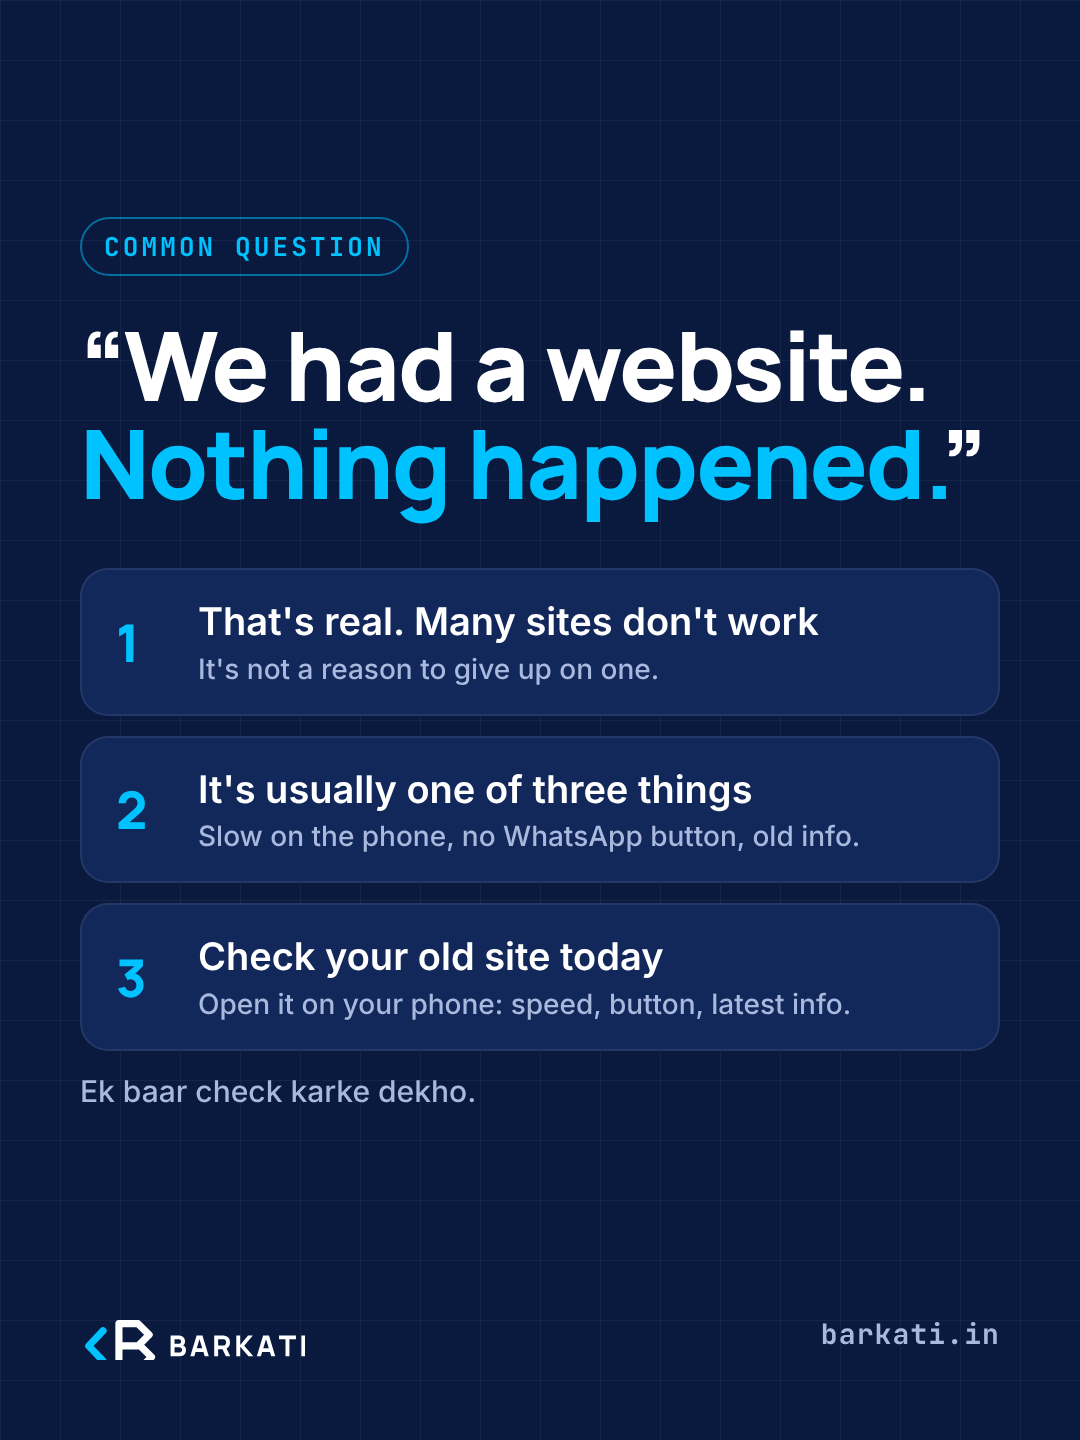 COMMON QUESTION
“We had a website.
Nothing happened.”
1
That's real. Many sites don't work
It's not a reason to give up on one.
2
It's usually one of three things
Slow on the phone, no WhatsApp button, old info.
3
Check your old site today
Open it on your phone: speed, button, latest info.
Ek baar check karke dekho.
BARKATI
barkati.in